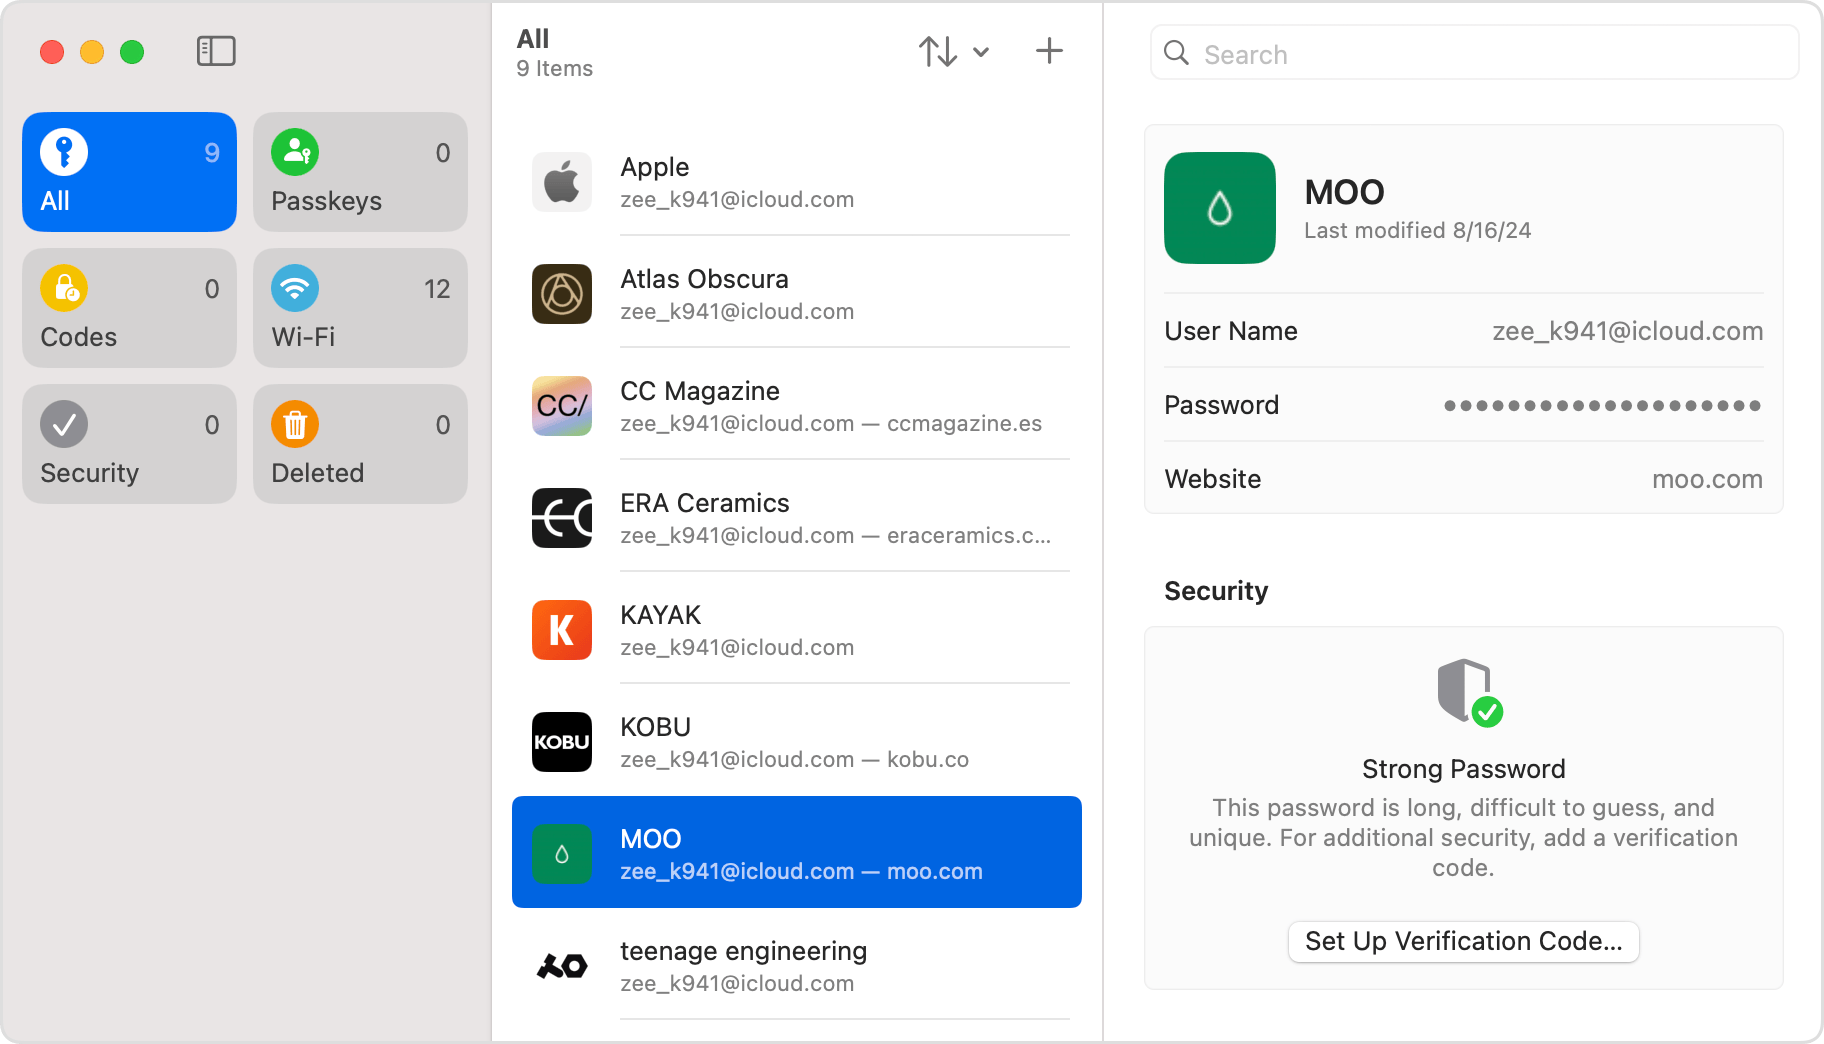 9
All
0
Passkeys
0
Codes
12
Wi-Fi
0
Security
0
Deleted
All
9 Items
Apple
zee_k941@icloud.com
Atlas Obscura
zee_k941@icloud.com
CC/
CC Magazine
zee_k941@icloud.com — ccmagazine.es
ERA Ceramics
zee_k941@icloud.com — eraceramics.c...
K
KAYAK
zee_k941@icloud.com
KOBU
KOBU
zee_k941@icloud.com — kobu.co
MOO
zee_k941@icloud.com — moo.com
teenage engineering
zee_k941@icloud.com
Search
MOO
Last modified 8/16/24
User Name zee_k941@icloud.com
Password ••••••••••••••••••••
Website moo.com
Security
Strong Password
This password is long, difficult to guess, and
unique. For additional security, add a verification
code.
Set Up Verification Code...